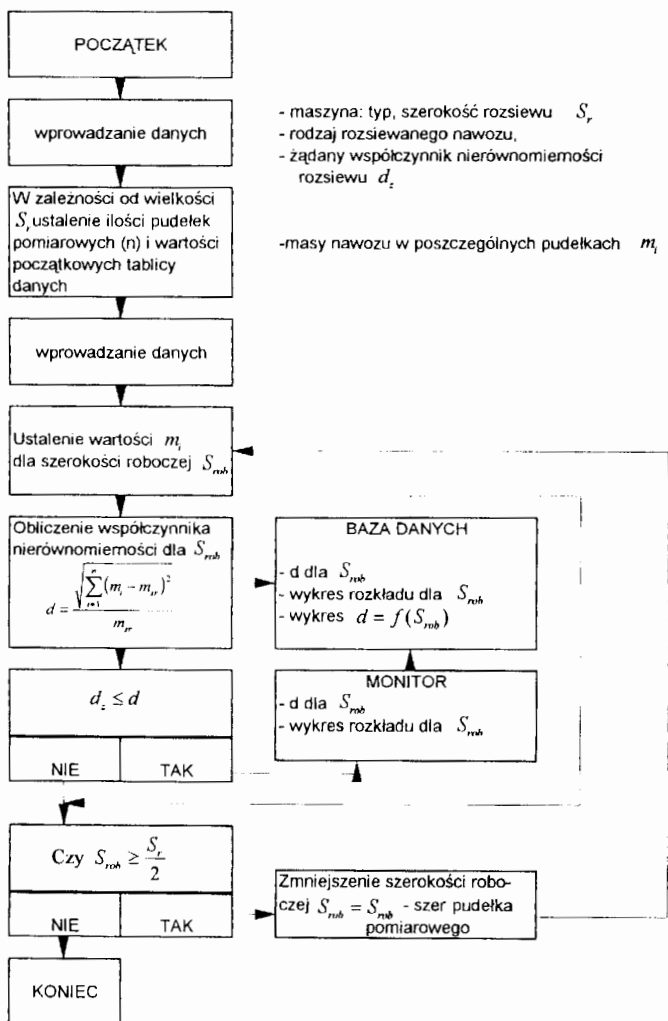 POCZĄTEK
wprowadzanie danych
- maszyna: typ, szerokość rozsiewu S_r
- rodzaj rozsiewanego nawozu,
- żądany współczynnik nierównomierności
rozsiewu d_z
W zależności od wielkości
S_r ustalenie ilości pudełek
pomiarowych (n) i wartości
początkowych tablicy
danych
-masy nawozu w poszczególnych pudełkach m_i
wprowadzanie danych
Ustalenie wartości m_i
dla szerokości roboczej S_rob
Obliczenie współczynnika
nierównomierności dla S_rob
d = √(∑_{i=1}^{n} (m_i − m_sr)²) / m_sr
BAZA DANYCH
- d dla S_rob
- wykres rozkładu dla S_rob
- wykres d = f(S_rob)
d_z ≤ d
NIE TAK
MONITOR
- d dla S_rob
- wykres rozkładu dla S_rob
Czy S_rob ≥ S_r / 2
NIE TAK
Zmniejszenie szerokości robo-
czej S_rob = S_rob - szer pudełka
pomiarowego
KONIEC